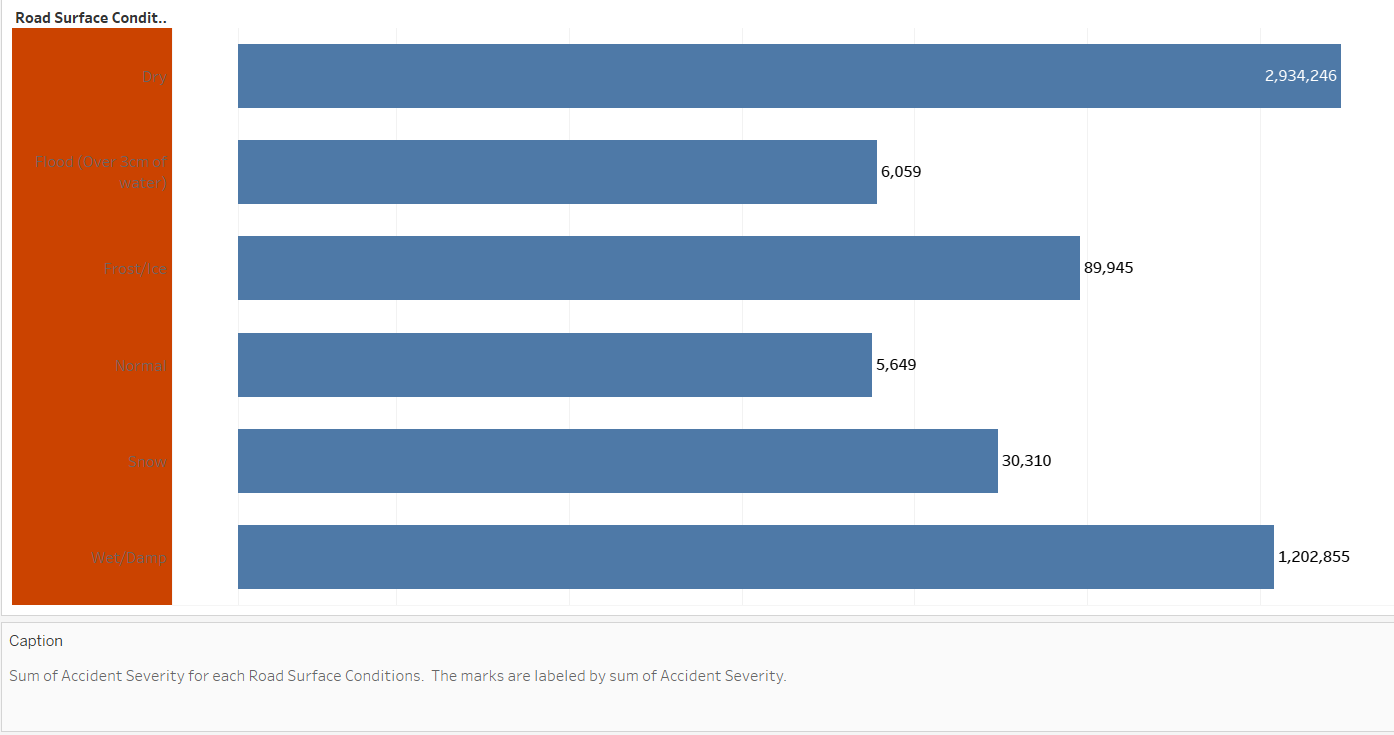 Road Surface Condit..
Dry
2,934,246
Flood (Over 3cm of
water)
6,059
Frost/Ice
89,945
Normal
5,649
Snow
30,310
Wet/Damp
1,202,855
Caption
Sum of Accident Severity for each Road Surface Conditions.  The marks are labeled by sum of Accident Severity.